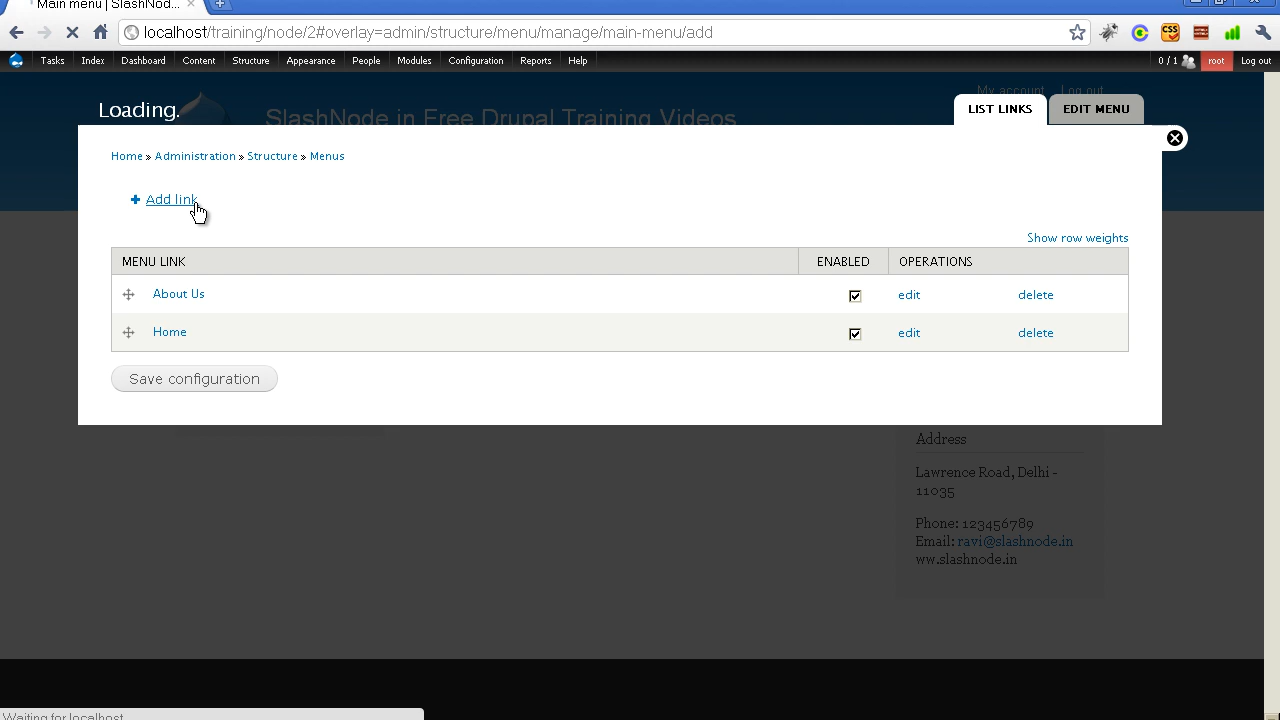 Main menu | SlashNo...
localhost/training/node/2#overlay=admin/structure/menu/manage/main-menu/add
Tasks Index Dashboard Content Structure Appearance People Modules Configuration Reports Help 0 / 1 root Log out
My account Log out
Loading. SlashNode in Free Drupal Training Videos LIST LINKS EDIT MENU
Home » Administration » Structure » Menus
Add link
Show row weights
MENU LINK ENABLED OPERATIONS
About Us edit delete
Home edit delete
Save configuration
Address
Lawrence Road, Delhi -
11035
Phone: 123456789
Email: ravi@slashnode.in
ww.slashnode.in
Waiting for localhost